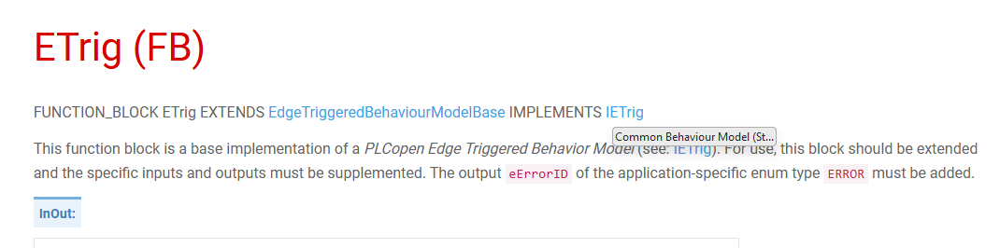 ETrig (FB)
FUNCTION_BLOCK ETrig EXTENDS EdgeTriggeredBehaviourModelBase IMPLEMENTS IETrig
Common Behaviour Model (St...
This function block is a base implementation of a PLCopen Edge Triggered Behavior Model (see: IETrig). For use, this block should be extended
and the specific inputs and outputs must be supplemented. The output eErrorID of the application-specific enum type ERROR must be added.
InOut: